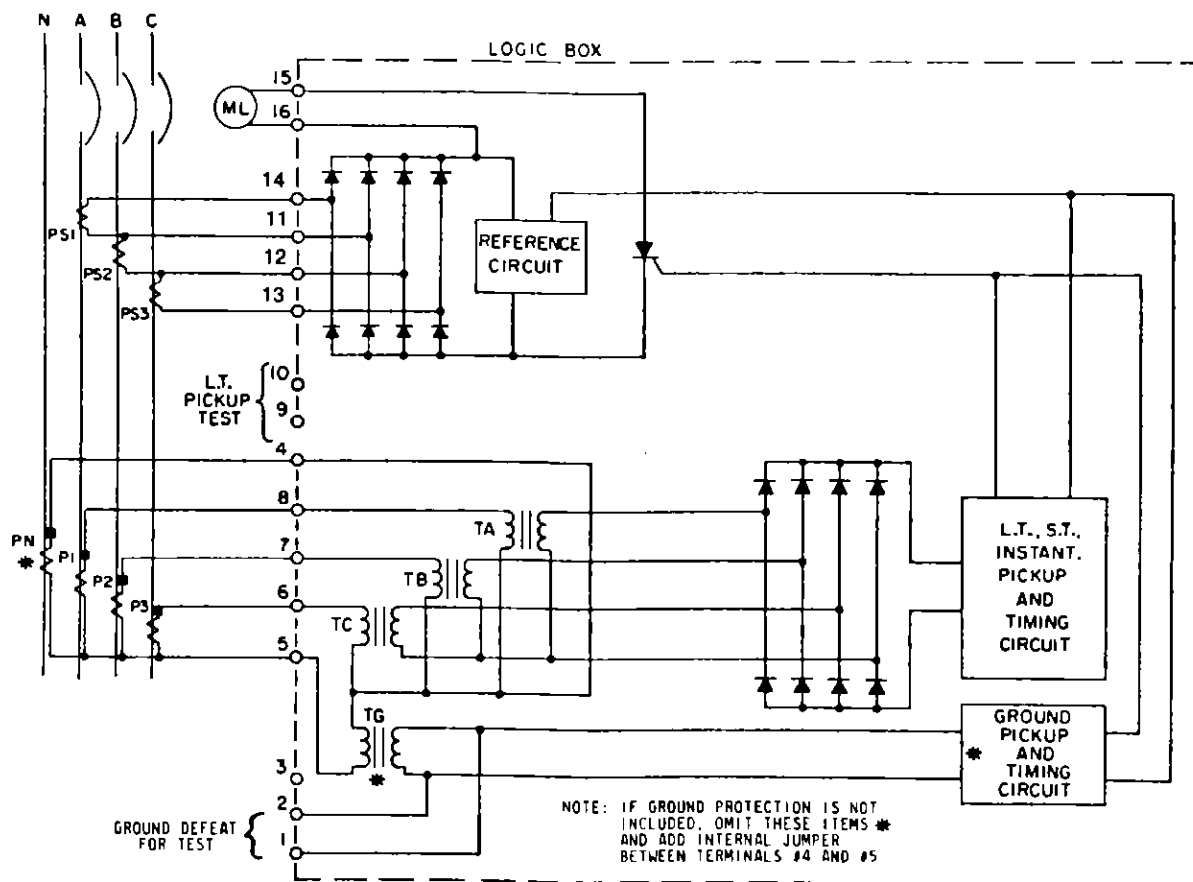 N A B C
LOGIC BOX
15
ML
16
14
11
PS1
12
PS2
13
PS3
REFERENCE
CIRCUIT
10
L.T.
PICKUP
TEST
9
4
8
TA
PN
*
P1
7
TB
P2
6
P3
TC
5
L.T., S.T.,
INSTANT.
PICKUP
AND
TIMING
CIRCUIT
TG
*
3
2
GROUND DEFEAT
FOR TEST
1
GROUND
PICKUP
* AND
TIMING
CIRCUIT
NOTE: IF GROUND PROTECTION IS NOT
INCLUDED, OMIT THESE ITEMS *
AND ADD INTERNAL JUMPER
BETWEEN TERMINALS #4 AND #5